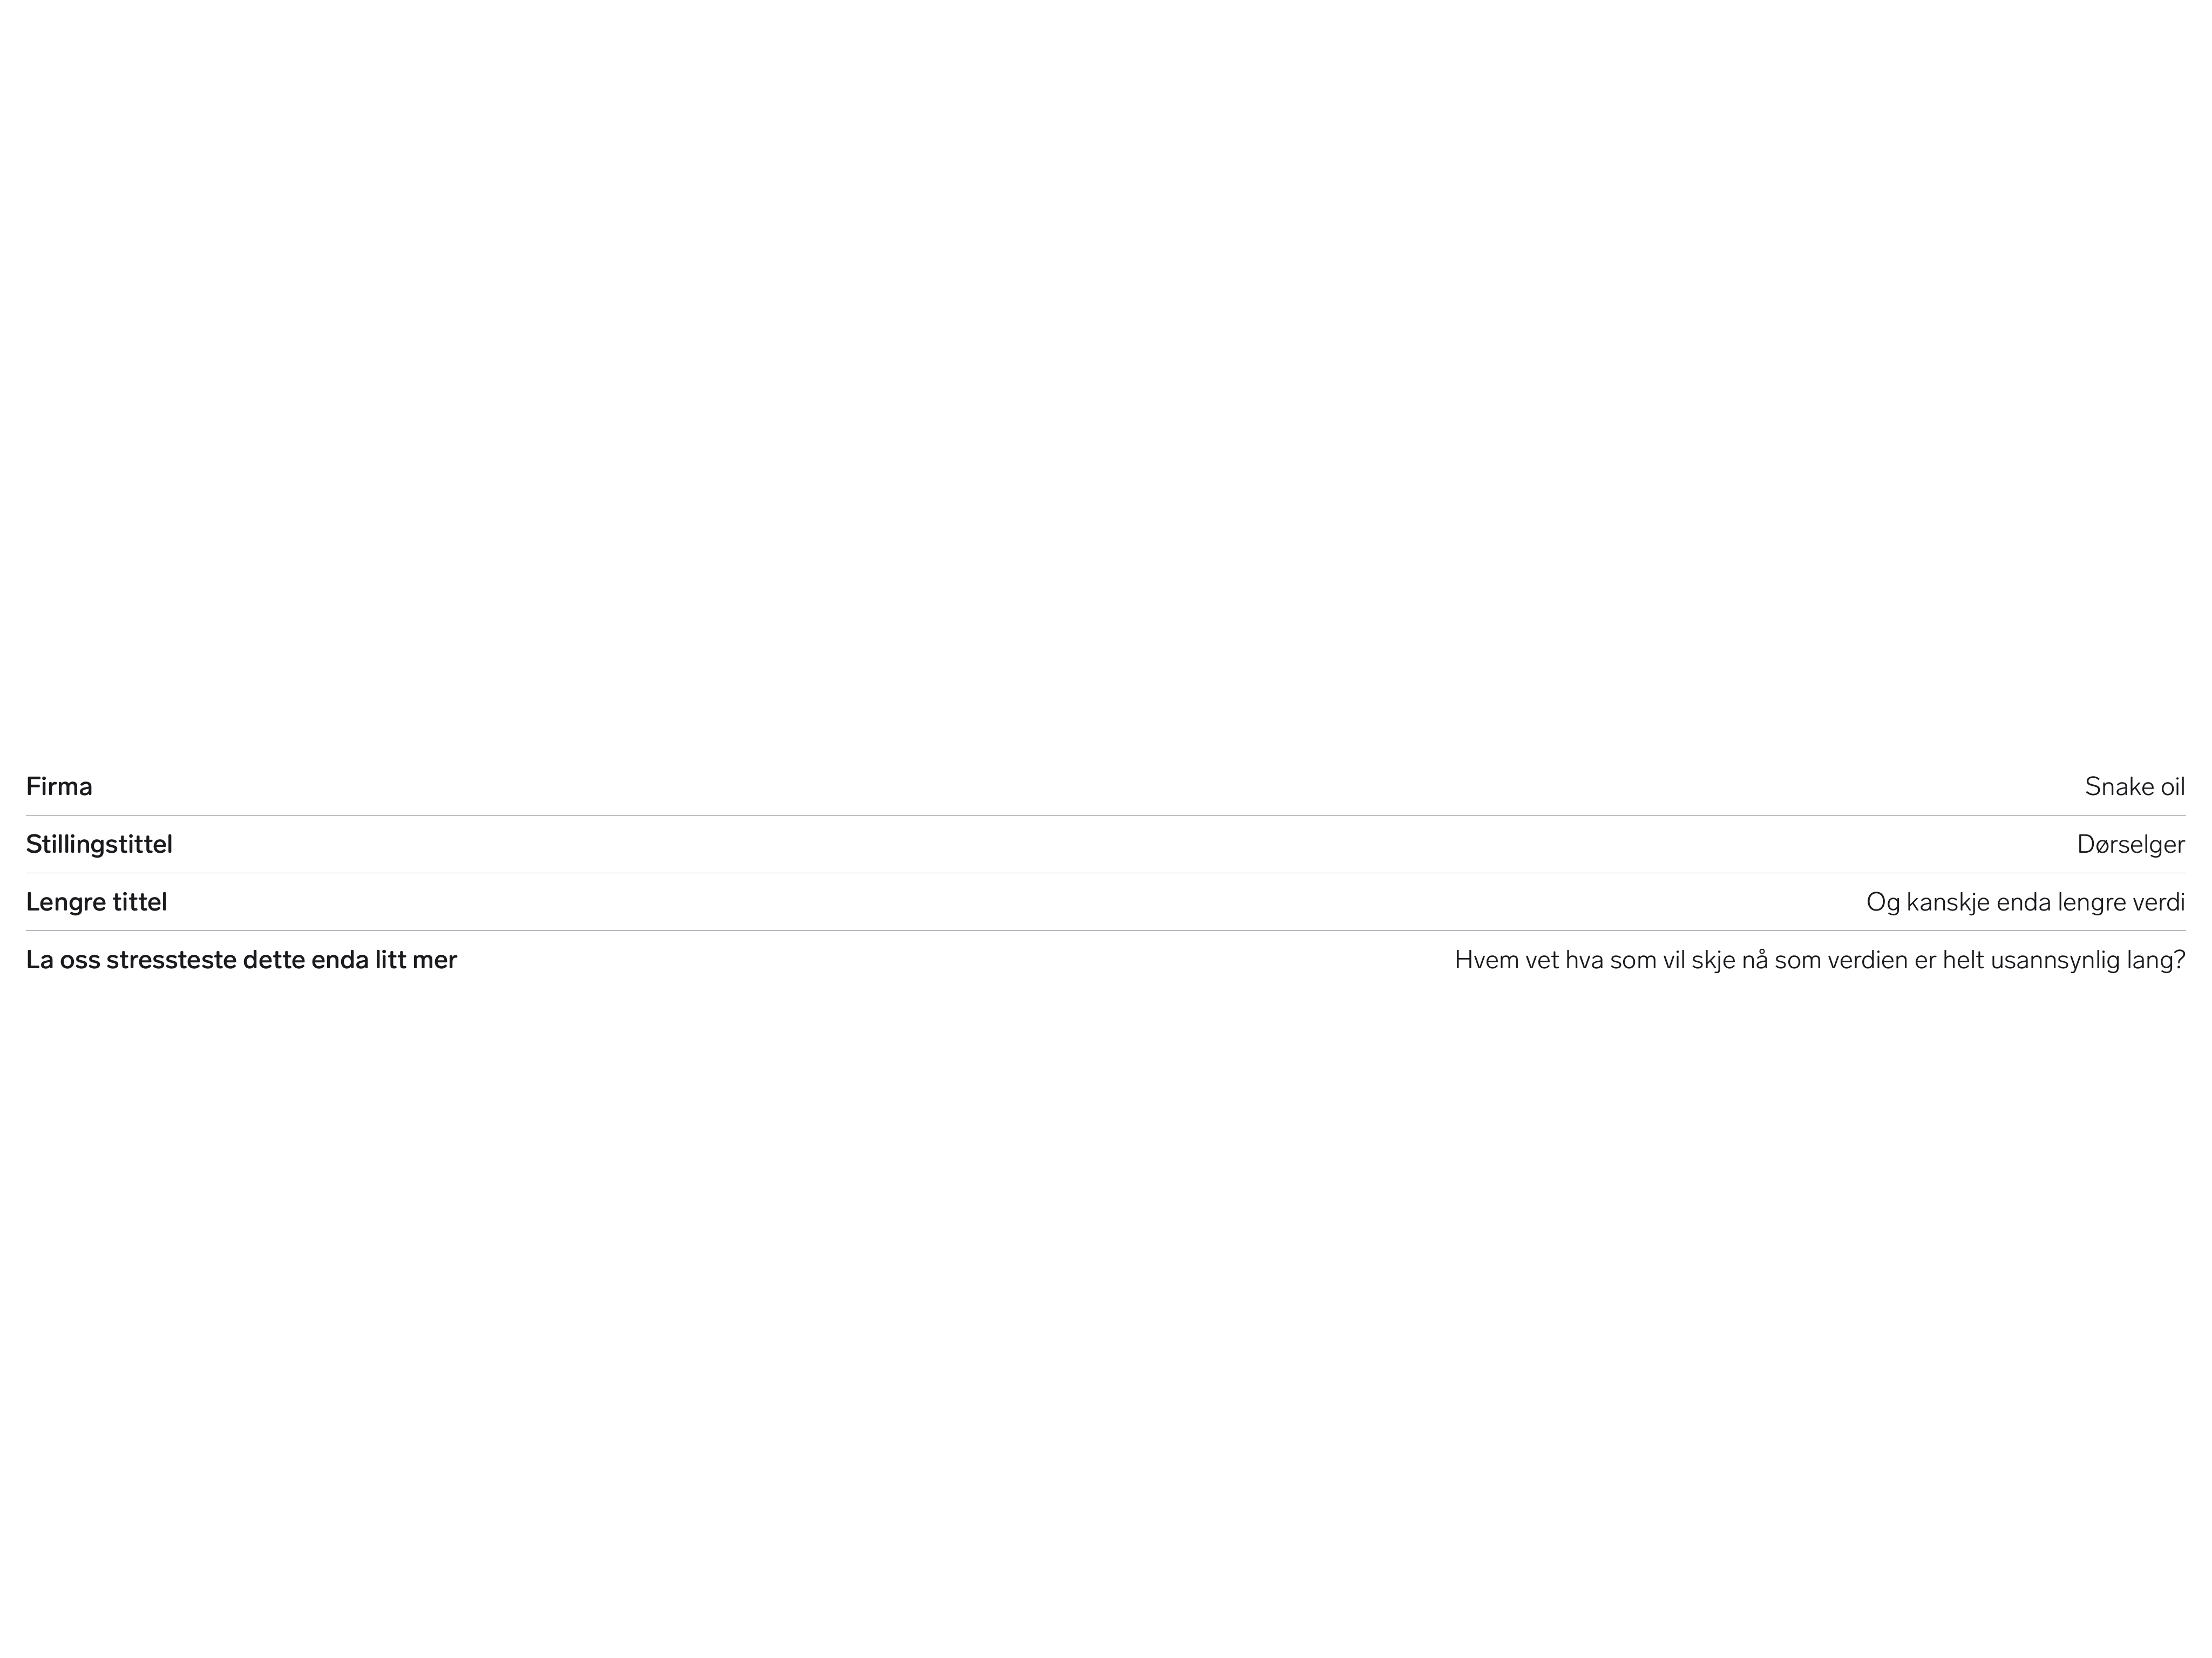 Firma Snake oil
Stillingstittel Dørselger
Lengre tittel Og kanskje enda lengre verdi
La oss stressteste dette enda litt mer Hvem vet hva som vil skje nå som verdien er helt usannsynlig lang?